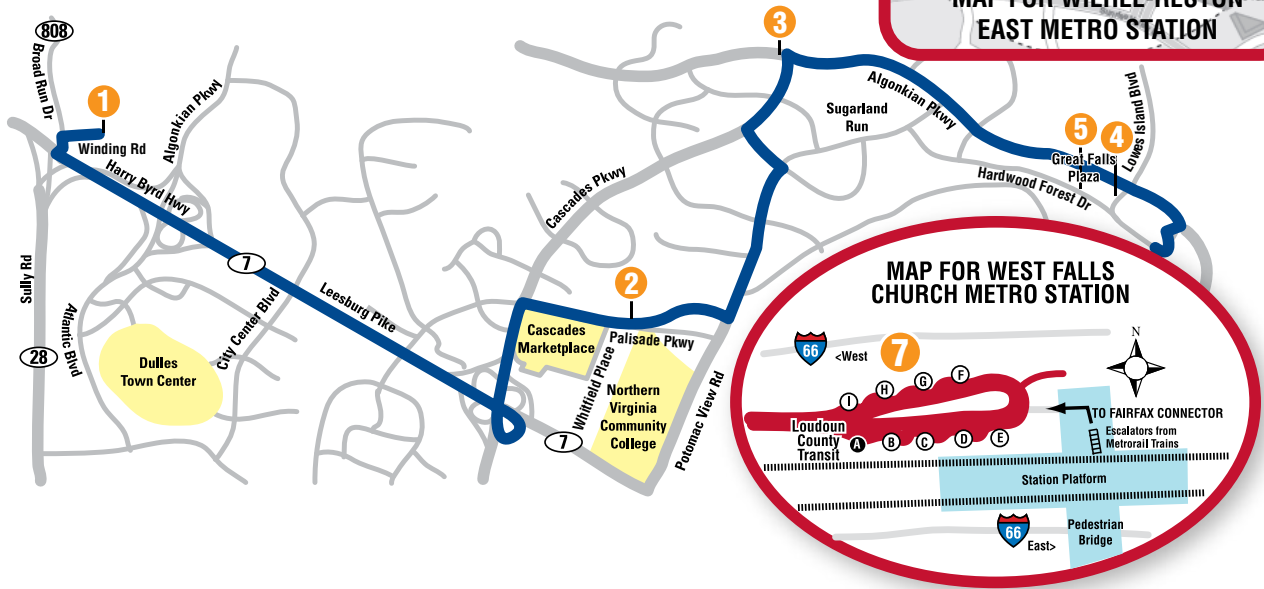 MAP FOR WIEHLE-RESTON
EAST METRO STATION
808
Broad Run Dr
1
Winding Rd
Algonkian Pkwy
Harry Byrd Hwy
7
Leesburg Pike
Sully Rd
28
Atlantic Blvd
Dulles
Town Center
City Center Blvd
3
Algonkian Pkwy
Sugarland
Run
Cascades Pkwy
5
4
Great Falls
Plaza
Lowes Island Blvd
Hardwood Forest Dr
2
Cascades
Marketplace
Palisade Pkwy
Whitfield Place
Northern
Virginia
Community
College
Potomac View Rd
7
MAP FOR WEST FALLS
CHURCH METRO STATION
66
<West
7
N
I
H
G
F
Loudoun
County
Transit
A
B
C
D
E
TO FAIRFAX CONNECTOR
Escalators from
Metrorail Trains
Station Platform
66
East>
Pedestrian
Bridge